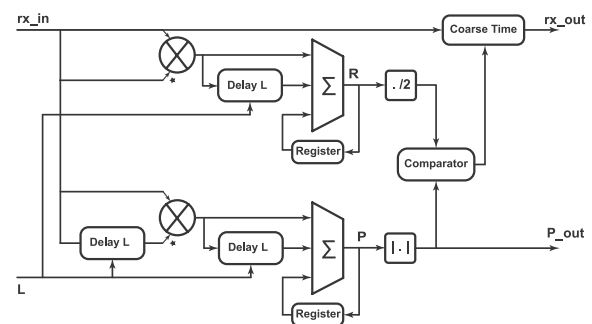 rx_in
rx_out
Coarse Time
*
Delay L
Σ
R
. /2
Register
Comparator
*
Delay L
Delay L
Σ
P
| . |
P_out
L
Register